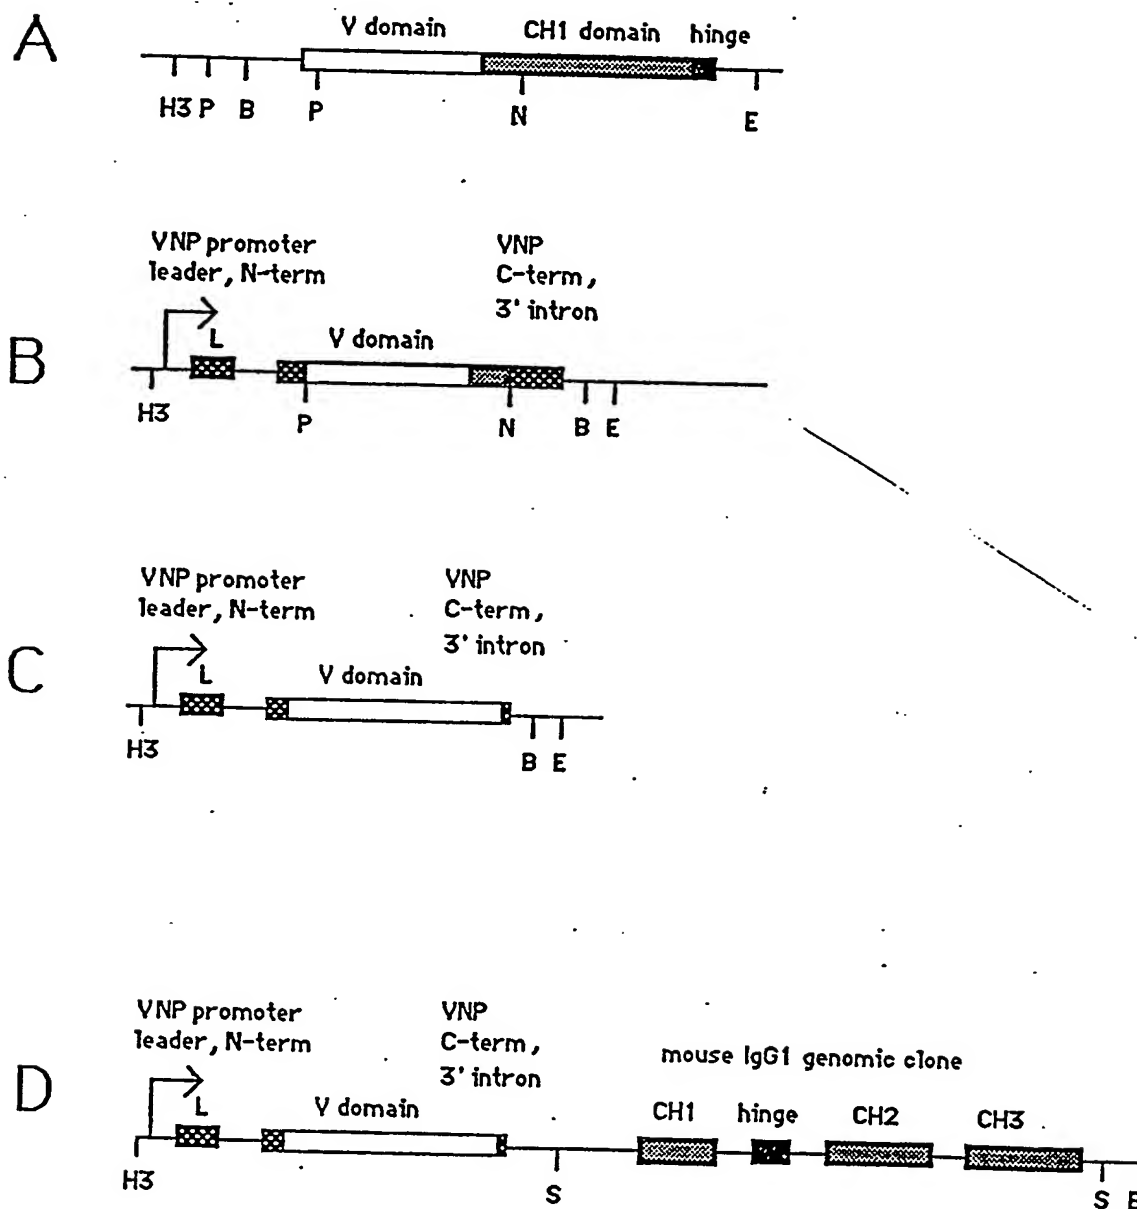 A
V domain CH1 domain hinge
H3 P B P N E
VNP promoter
leader, N-term
VNP
C-term,
3' intron
B
L
V domain
H3 P N B E
VNP promoter
leader, N-term
VNP
C-term,
3' intron
C
L
V domain
H3 B E
VNP promoter
leader, N-term
VNP
C-term,
3' intron
mouse IgG1 genomic clone
D
L
V domain CH1 hinge CH2 CH3
H3 S S